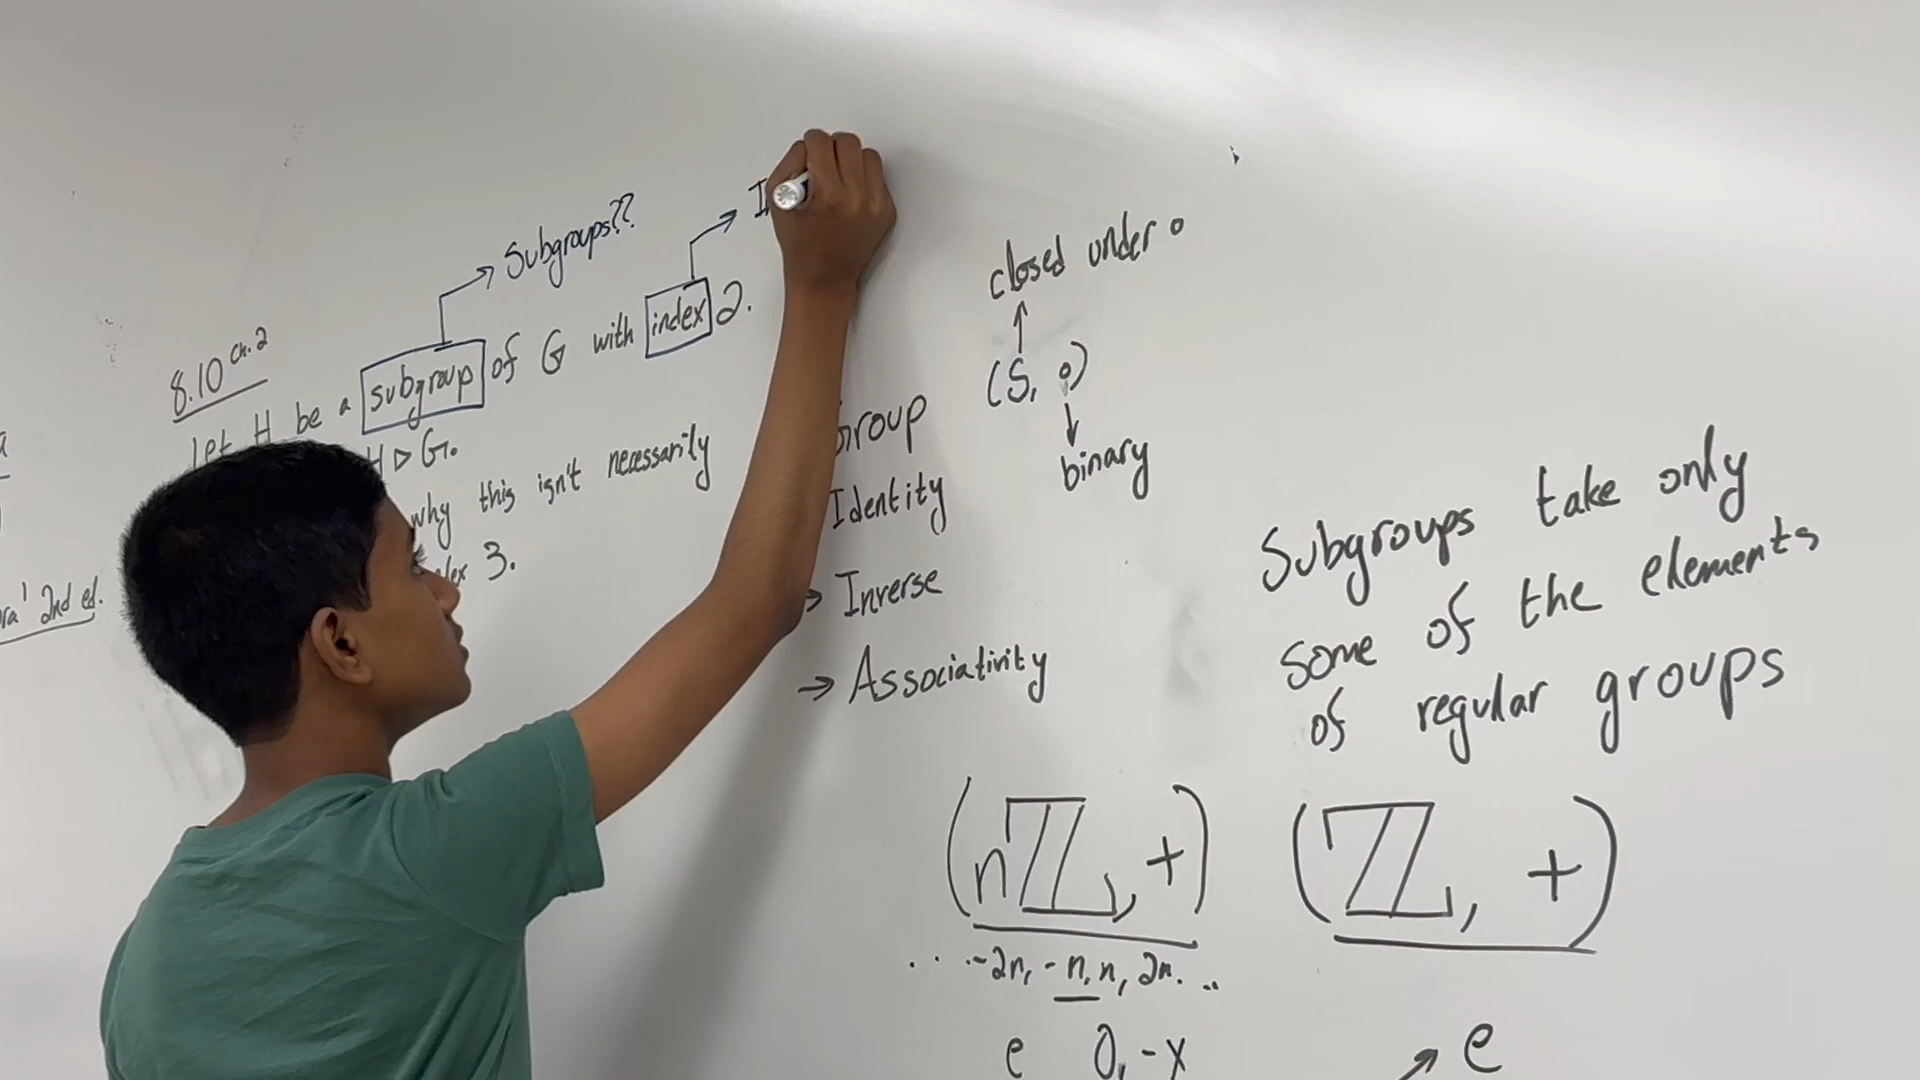 8.10 Ch. 2
Let H be a subgroup of G with index 2.
H ▷ G.
why this isn't necessarily
3.
2nd ed.
Subgroups??
I
closed under ∘
(S, ∘)
binary
Group
Identity
→ Inverse
→ Associativity
Subgroups take only
some of the elements
of regular groups
(nℤ, +)
(ℤ, +)
.. -2n, -n, n, 2n. ..
e 0, -x
e